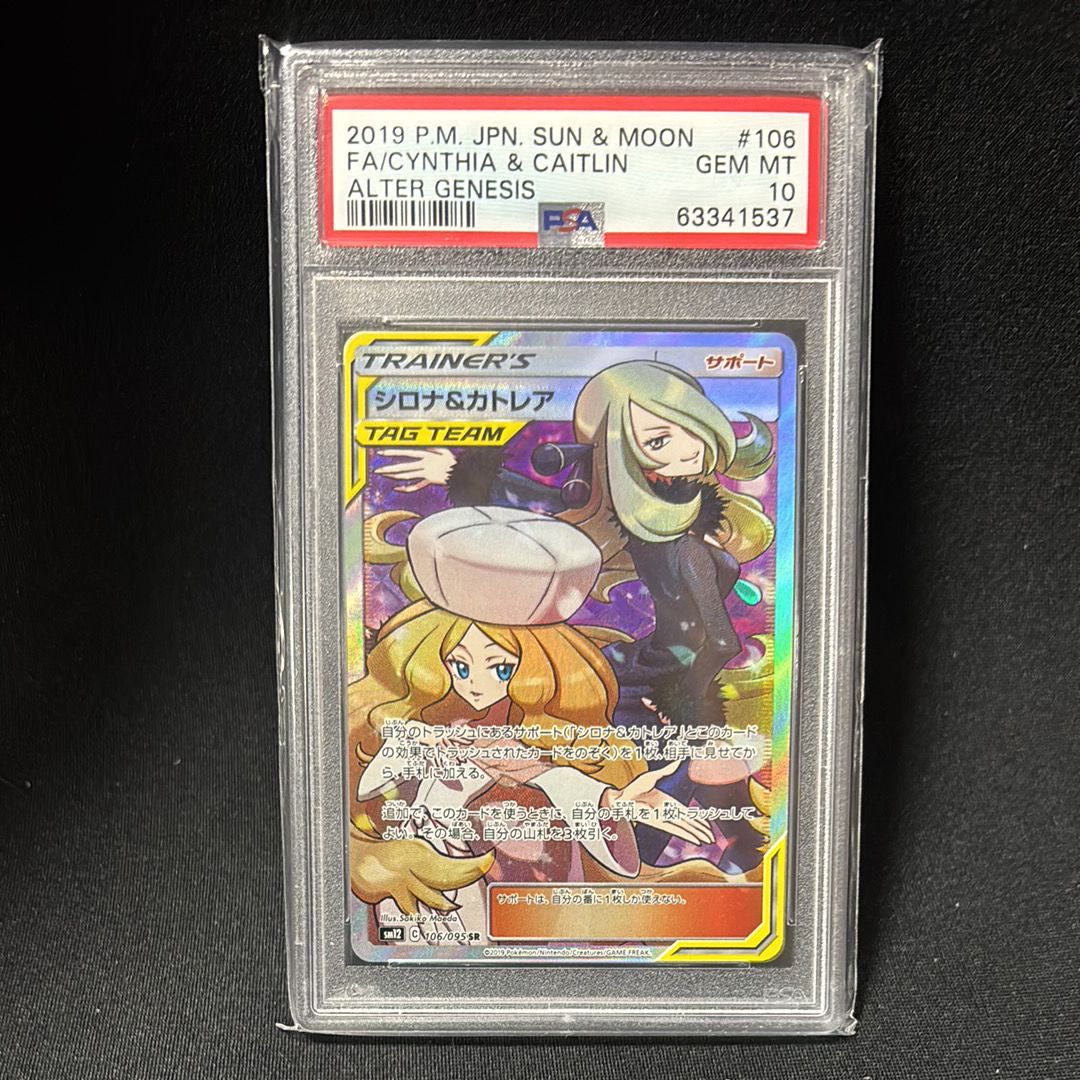 2019 P.M. JPN. SUN & MOON #106
FA/CYNTHIA & CAITLIN GEM MT
ALTER GENESIS 10
PSA 63341537
TRAINER'S サポート
シロナ&カトレア
TAG TEAM
自分のトラッシュにあるサポート(「シロナ&カトレア」とこのカード
の効果でトラッシュされたカードをのぞく)を1枚、相手に見せてか
ら、手札に加える。
追加で、このカードを使うときに、自分の手札を1枚トラッシュして
よい。その場合、自分の山札を3枚引く。
サポートは、自分の番に1枚しか使えない。
Illus. Sakiko Maeda
sm12 C 106/095 SR
©2019 Pokémon/Nintendo/Creatures/GAME FREAK.
PSA